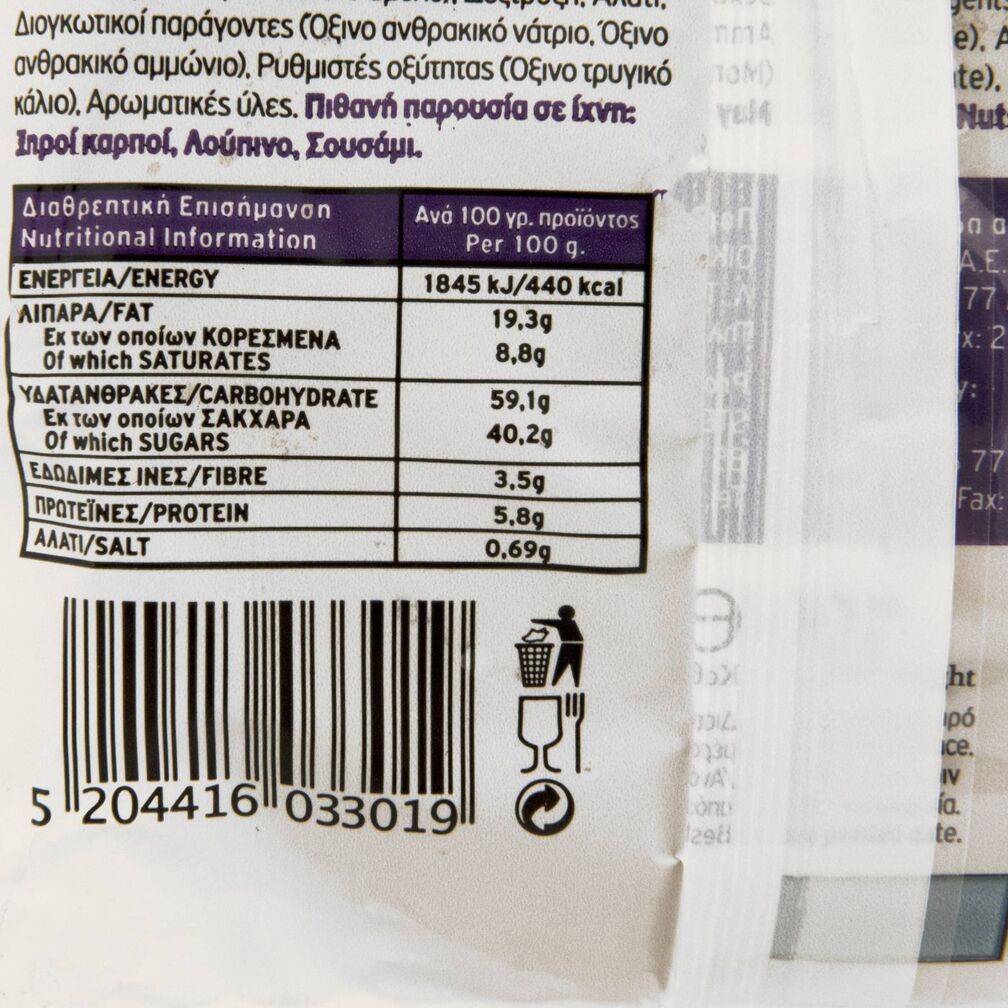 Διογκωτικοί παράγοντες (Όξινο ανθρακικό νάτριο, Όξινο
ανθρακικό αμμώνιο), Ρυθμιστές οξύτητας (Όξινο τρυγικό
κάλιο), Αρωματικές ύλες. Πιθανή παρουσία σε ίχνη:
Ξηροί καρποί, Λούπινο, Σουσάμι.
Διαθρεπτική Επισήμανση
Nutritional Information
Ανά 100 γρ. προϊόντος
Per 100 g.
ΕΝΕΡΓΕΙΑ/ENERGY 1845 kJ/440 kcal
ΛΙΠΑΡΑ/FAT 19,3g
Εκ των οποίων ΚΟΡΕΣΜΕΝΑ
Of which SATURATES 8,8g
ΥΔΑΤΑΝΘΡΑΚΕΣ/CARBOHYDRATE 59,1g
Εκ των οποίων ΣΑΚΧΑΡΑ
Of which SUGARS 40,2g
ΕΔΩΔΙΜΕΣ ΙΝΕΣ/FIBRE 3,5g
ΠΡΩΤΕΪΝΕΣ/PROTEIN 5,8g
ΑΛΑΤΙ/SALT 0,69g
5 204416 033019
Α.Ε.
77
77
Fax: